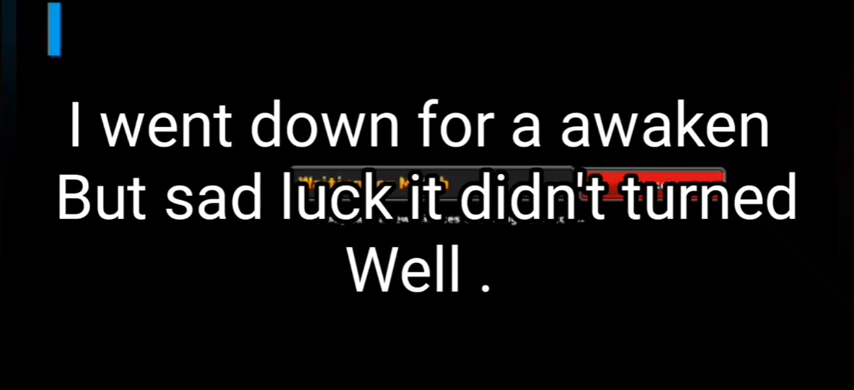 I went down for a awaken
But sad luck it didn't turned
Well .